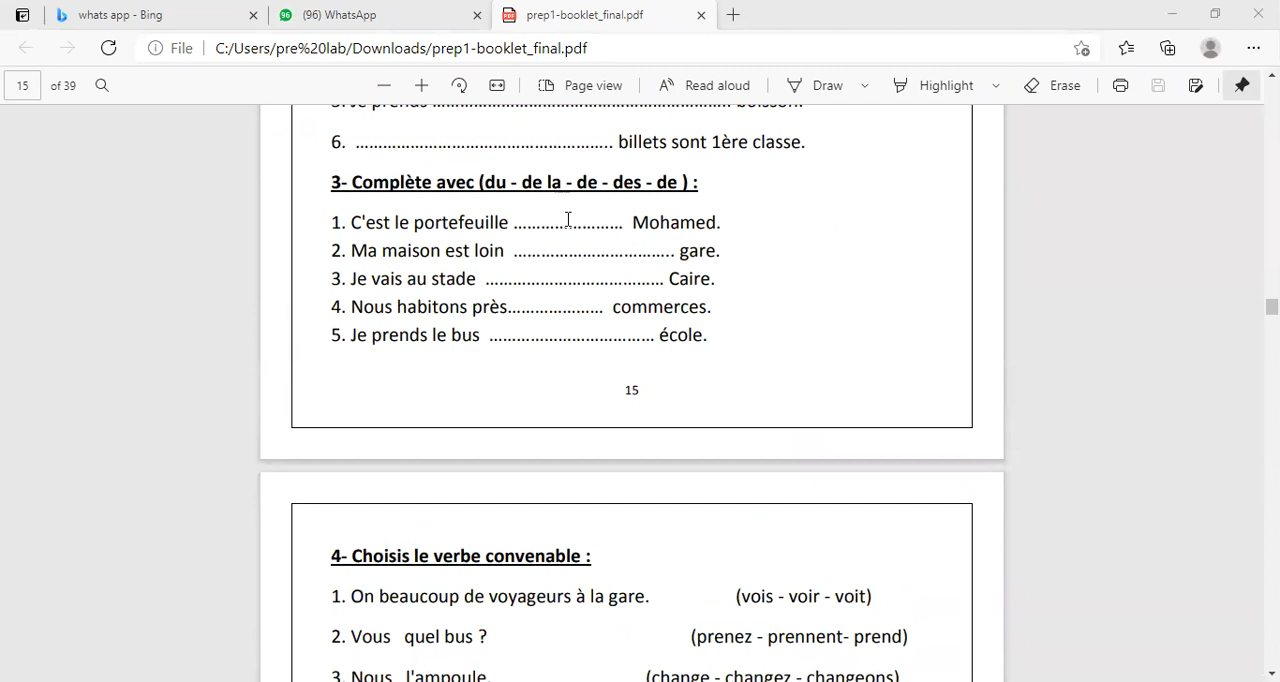 whats app - Bing
(96) WhatsApp
prep1-booklet_final.pdf
File
C:/Users/pre%20lab/Downloads/prep1-booklet_final.pdf
15 of 39
Page view
Read aloud
Draw
Highlight
Erase
5. Je prends ........................................................... boisson.
6. ………………………………………….. billets sont 1ère classe.
3- Complète avec (du - de la - de - des - de ) :
1. C'est le portefeuille ………………… Mohamed.
2. Ma maison est loin ………………………….. gare.
3. Je vais au stade ……………………………… Caire.
4. Nous habitons près………………… commerces.
5. Je prends le bus …………………………… école.
15
4- Choisis le verbe convenable :
1. On beaucoup de voyageurs à la gare. (vois - voir - voit)
2. Vous quel bus ? (prenez - prennent- prend)
3. Nous l'ampoule. (change - changez - changeons)